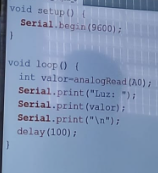 void setup() {
Serial.begin(9600);
}
void loop() {
int valor=analogRead(A0);
Serial.print("Luz: ");
Serial.print(valor);
Serial.print("\n");
delay(100);
}